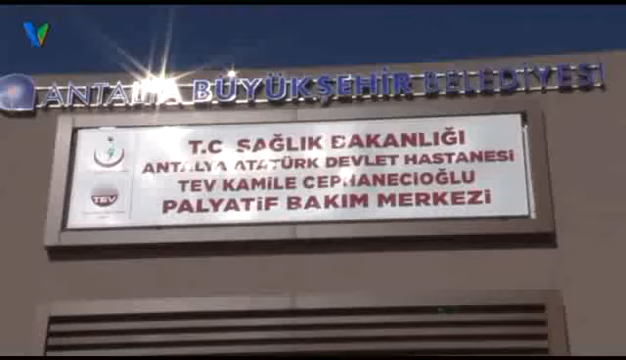 ANTALYA BÜYÜKŞEHİR BELEDİYESİ
T.C. SAĞLIK BAKANLIĞI
ANTALYA ATATÜRK DEVLET HASTANESİ
TEV KAMİLE CEPHANECİOĞLU
PALYATİF BAKIM MERKEZİ
TEV